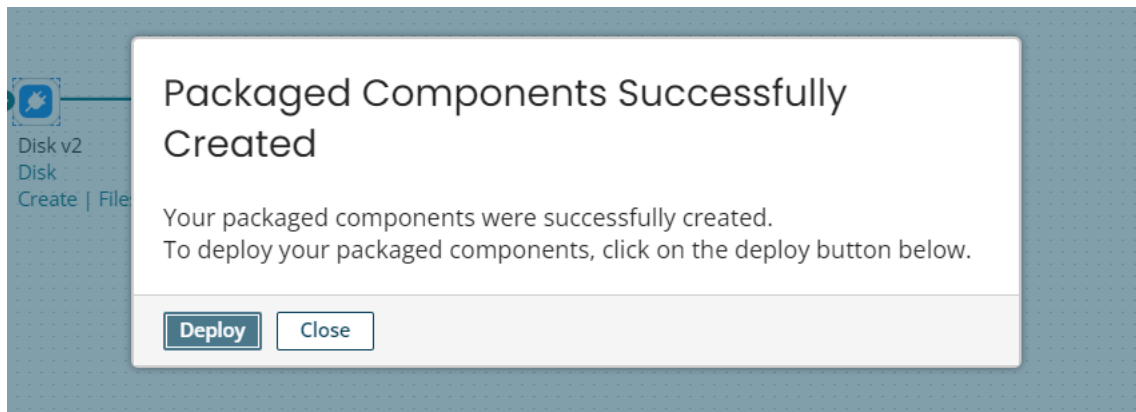 Packaged Components Successfully
Created
Disk v2
Disk
Create | Files
Your packaged components were successfully created.
To deploy your packaged components, click on the deploy button below.
Deploy
Close